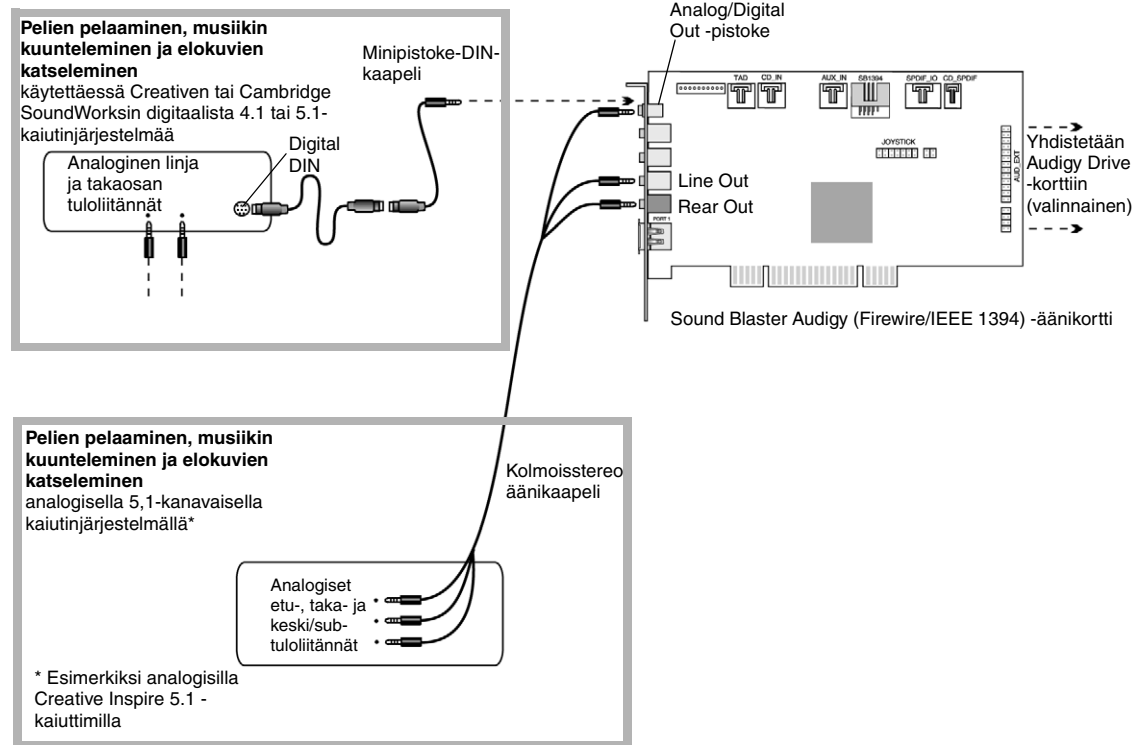 Pelien pelaaminen, musiikin
kuunteleminen ja elokuvien
katseleminen
käytettäessä Creativen tai Cambridge
SoundWorksin digitaalista 4.1 tai 5.1-
kaiutinjärjestelmää
Minipistoke-DIN-
kaapeli
Analoginen linja
ja takaosan
tuloliitännät
Digital
DIN
Analog/Digital
Out -pistoke
TAD
CD_IN
AUX_IN
SB1394
SPDIF_IO
CD_SPDIF
JOYSTICK
AUD_EXT
Line Out
Rear Out
PORT 1
Yhdistetään
Audigy Drive
-korttiin
(valinnainen)
Sound Blaster Audigy (Firewire/IEEE 1394) -äänikortti
Pelien pelaaminen, musiikin
kuunteleminen ja elokuvien
katseleminen
analogisella 5,1-kanavaisella
kaiutinjärjestelmällä*
Kolmoisstereo
äänikaapeli
Analogiset
etu-, taka- ja
keski/sub-
tuloliitännät
* Esimerkiksi analogisilla
Creative Inspire 5.1 -
kaiuttimilla